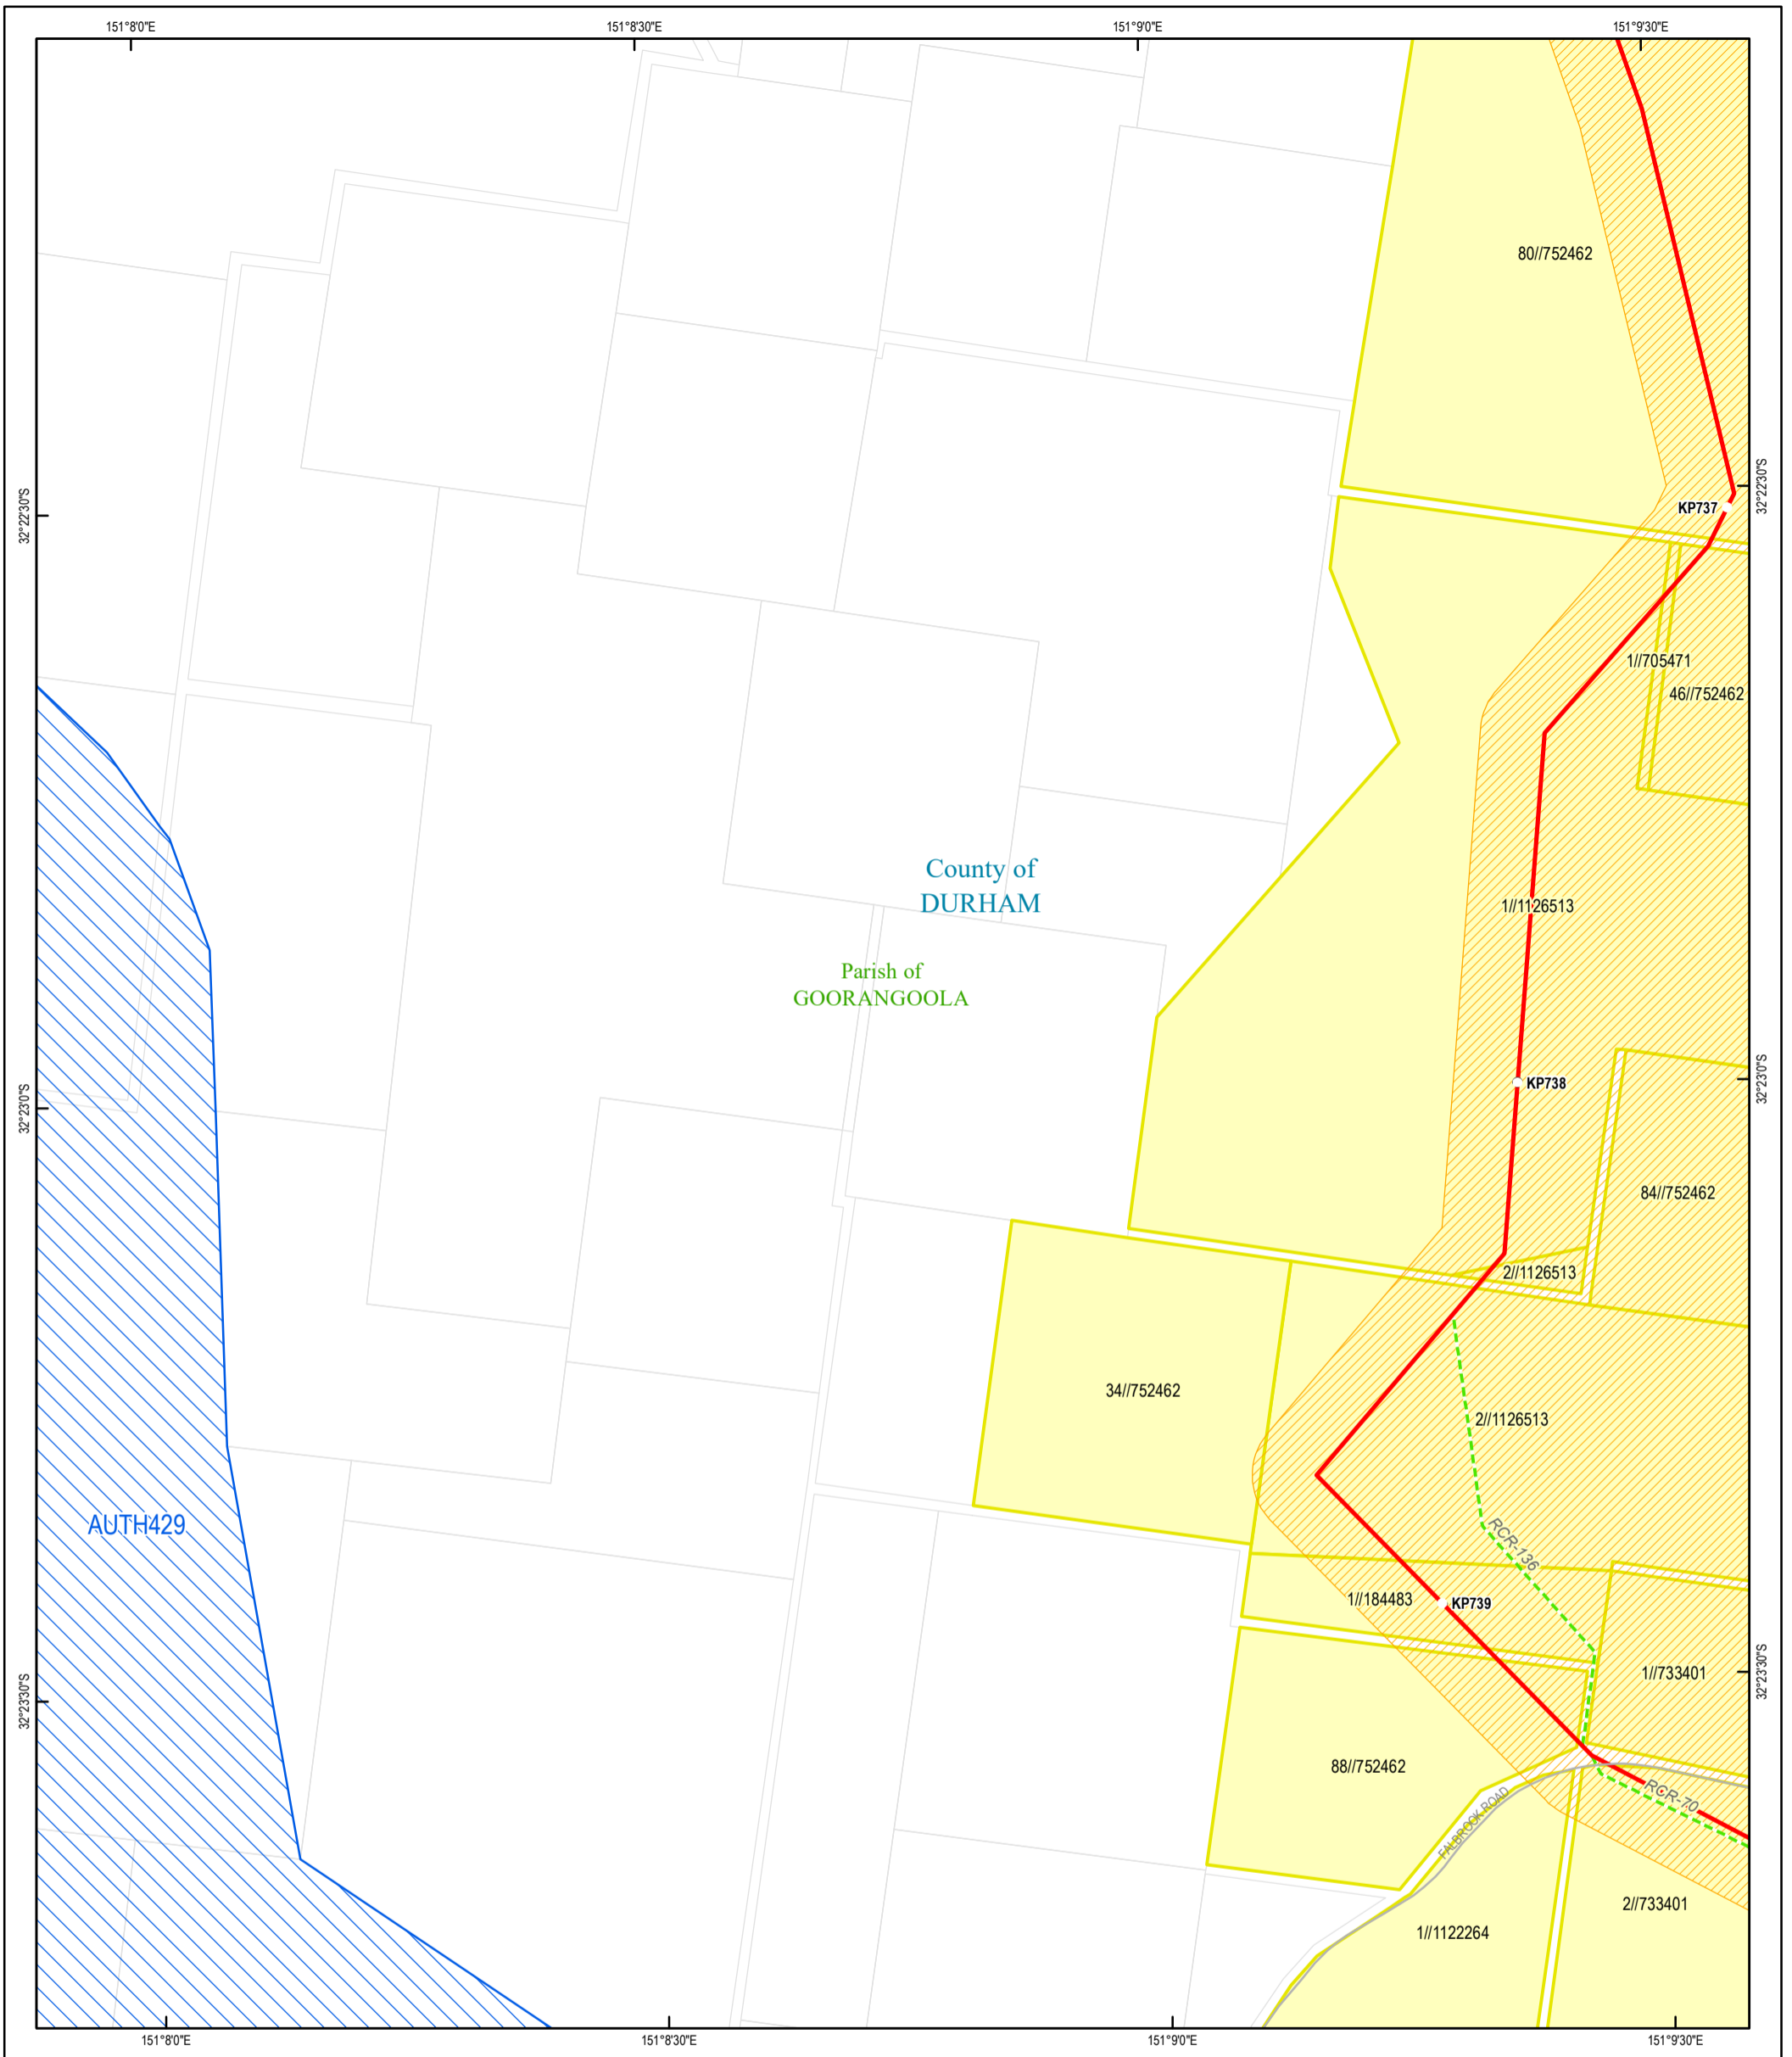 151°8'0"E
151°8'30"E
151°9'0"E
151°9'30"E
80//752462
32°22'30"S
32°22'30"S
KP737
1//705471
46//752462
County of
DURHAM
1//1126513
Parish of
GOORANGOOLA
KP738
32°23'0"S
32°23'0"S
84//752462
2//1126513
34//752462
2//1126513
AUTH429
RCR-136
1//184483
KP739
1//733401
32°23'30"S
32°23'30"S
88//752462
RCR-70
FALBROOK ROAD
2//733401
1//1122264
151°8'0"E
151°8'30"E
151°9'0"E
151°9'30"E